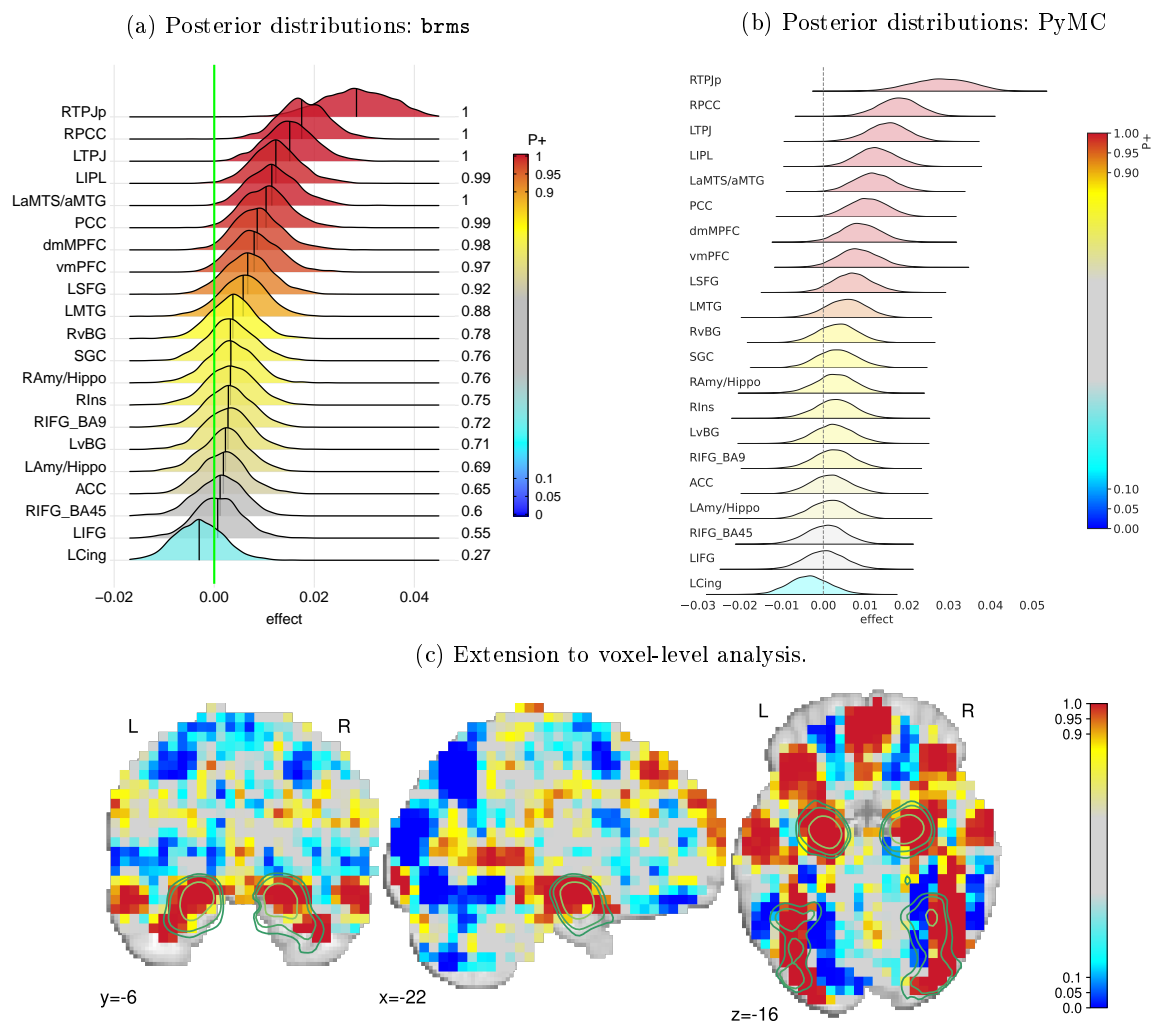 (a) Posterior distributions: brms
RTPJp 1
RPCC 1
LTPJ 1
LIPL 0.99
LaMTS/aMTG 1
PCC 0.99
dmMPFC 0.98
vmPFC 0.97
LSFG 0.92
LMTG 0.88
RvBG 0.78
SGC 0.76
RAmy/Hippo 0.76
RIns 0.75
RIFG_BA9 0.72
LvBG 0.71
LAmy/Hippo 0.69
ACC 0.65
RIFG_BA45 0.6
LIFG 0.55
LCing 0.27
−0.02 0.00 0.02 0.04
effect
P+
1
0.95
0.9
0.1
0.05
0
(b) Posterior distributions: PyMC
RTPJp
RPCC
LTPJ
LIPL
LaMTS/aMTG
PCC
dmMPFC
vmPFC
LSFG
LMTG
RvBG
SGC
RAmy/Hippo
RIns
LvBG
RIFG_BA9
ACC
LAmy/Hippo
RIFG_BA45
LIFG
LCing
−0.03 −0.02 −0.01 0.00 0.01 0.02 0.03 0.04 0.05
effect
P+
1.00
0.95
0.90
0.10
0.05
0.00
(c) Extension to voxel-level analysis.
L R
y=-6
x=-22
L R
z=-16
1.0
0.95
0.9
0.1
0.05
0.0